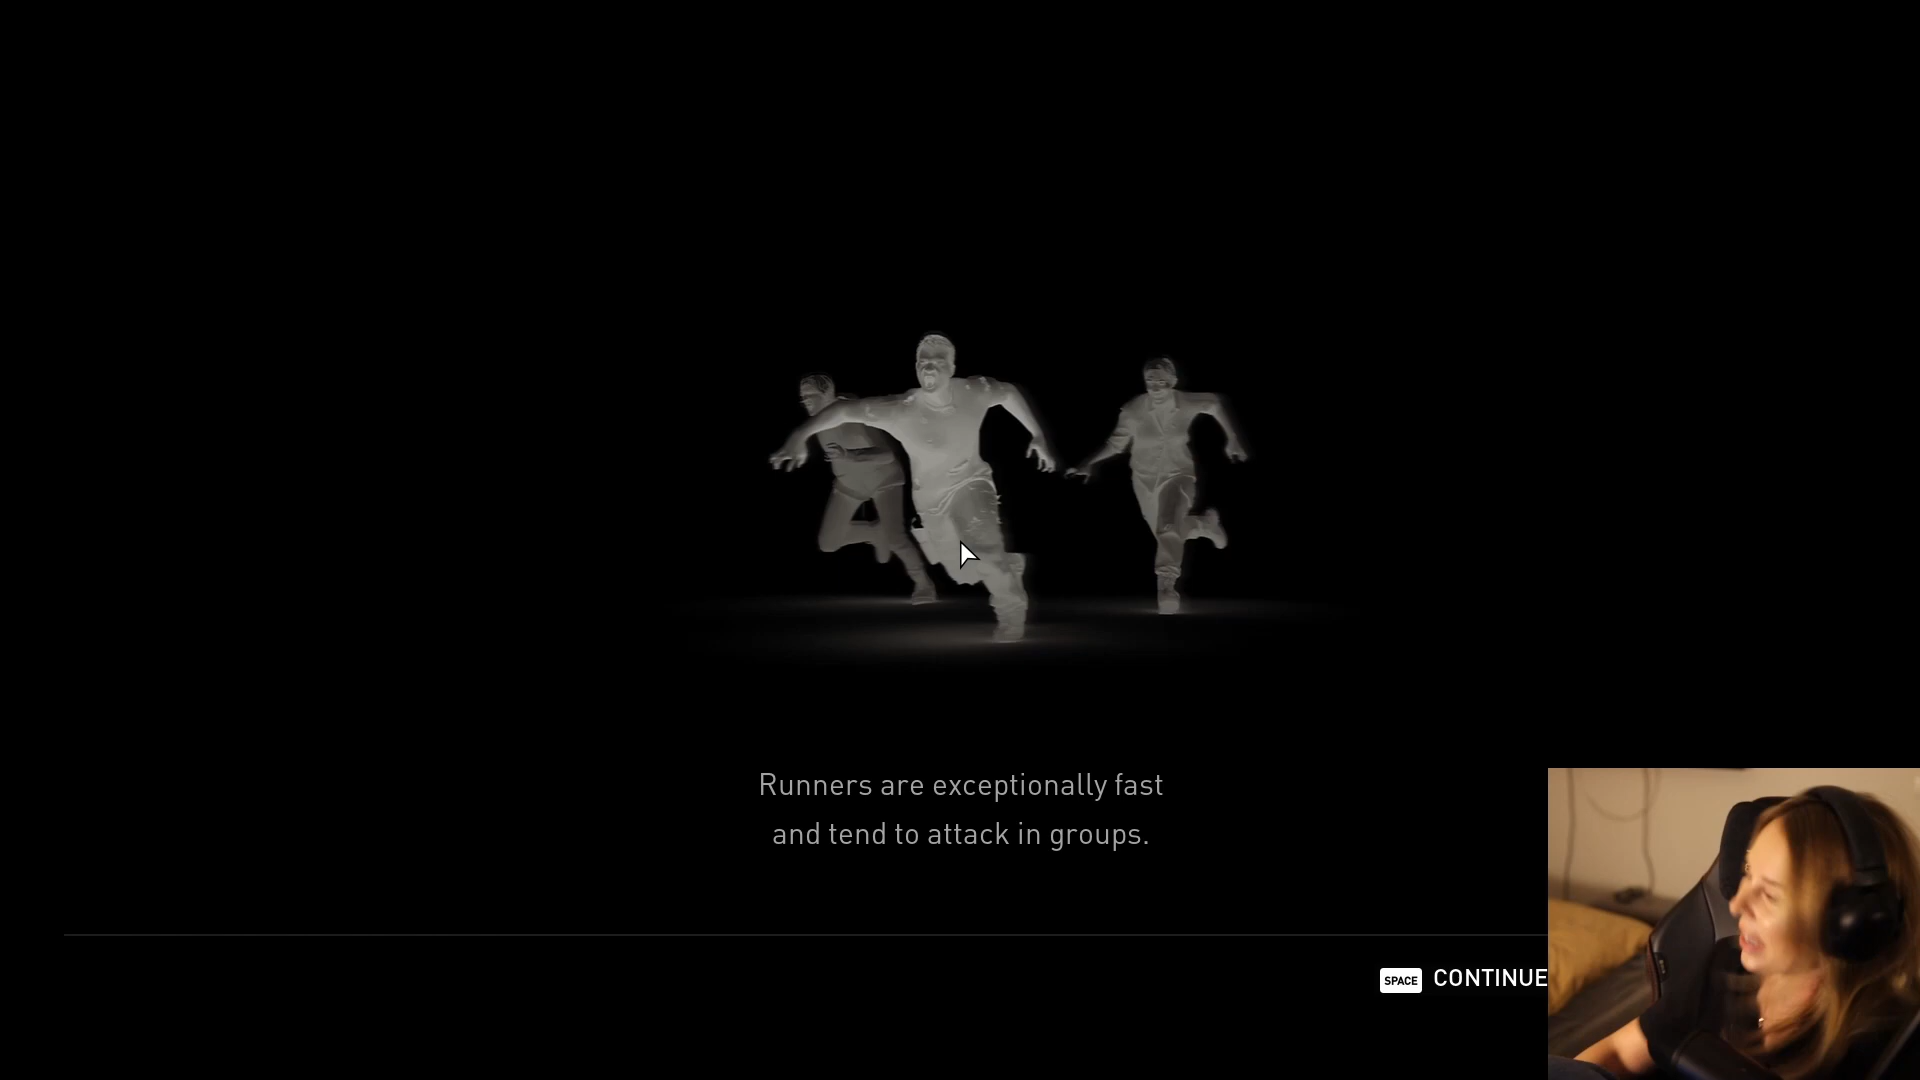 Runners are exceptionally fast
and tend to attack in groups.
SPACE CONTINUE